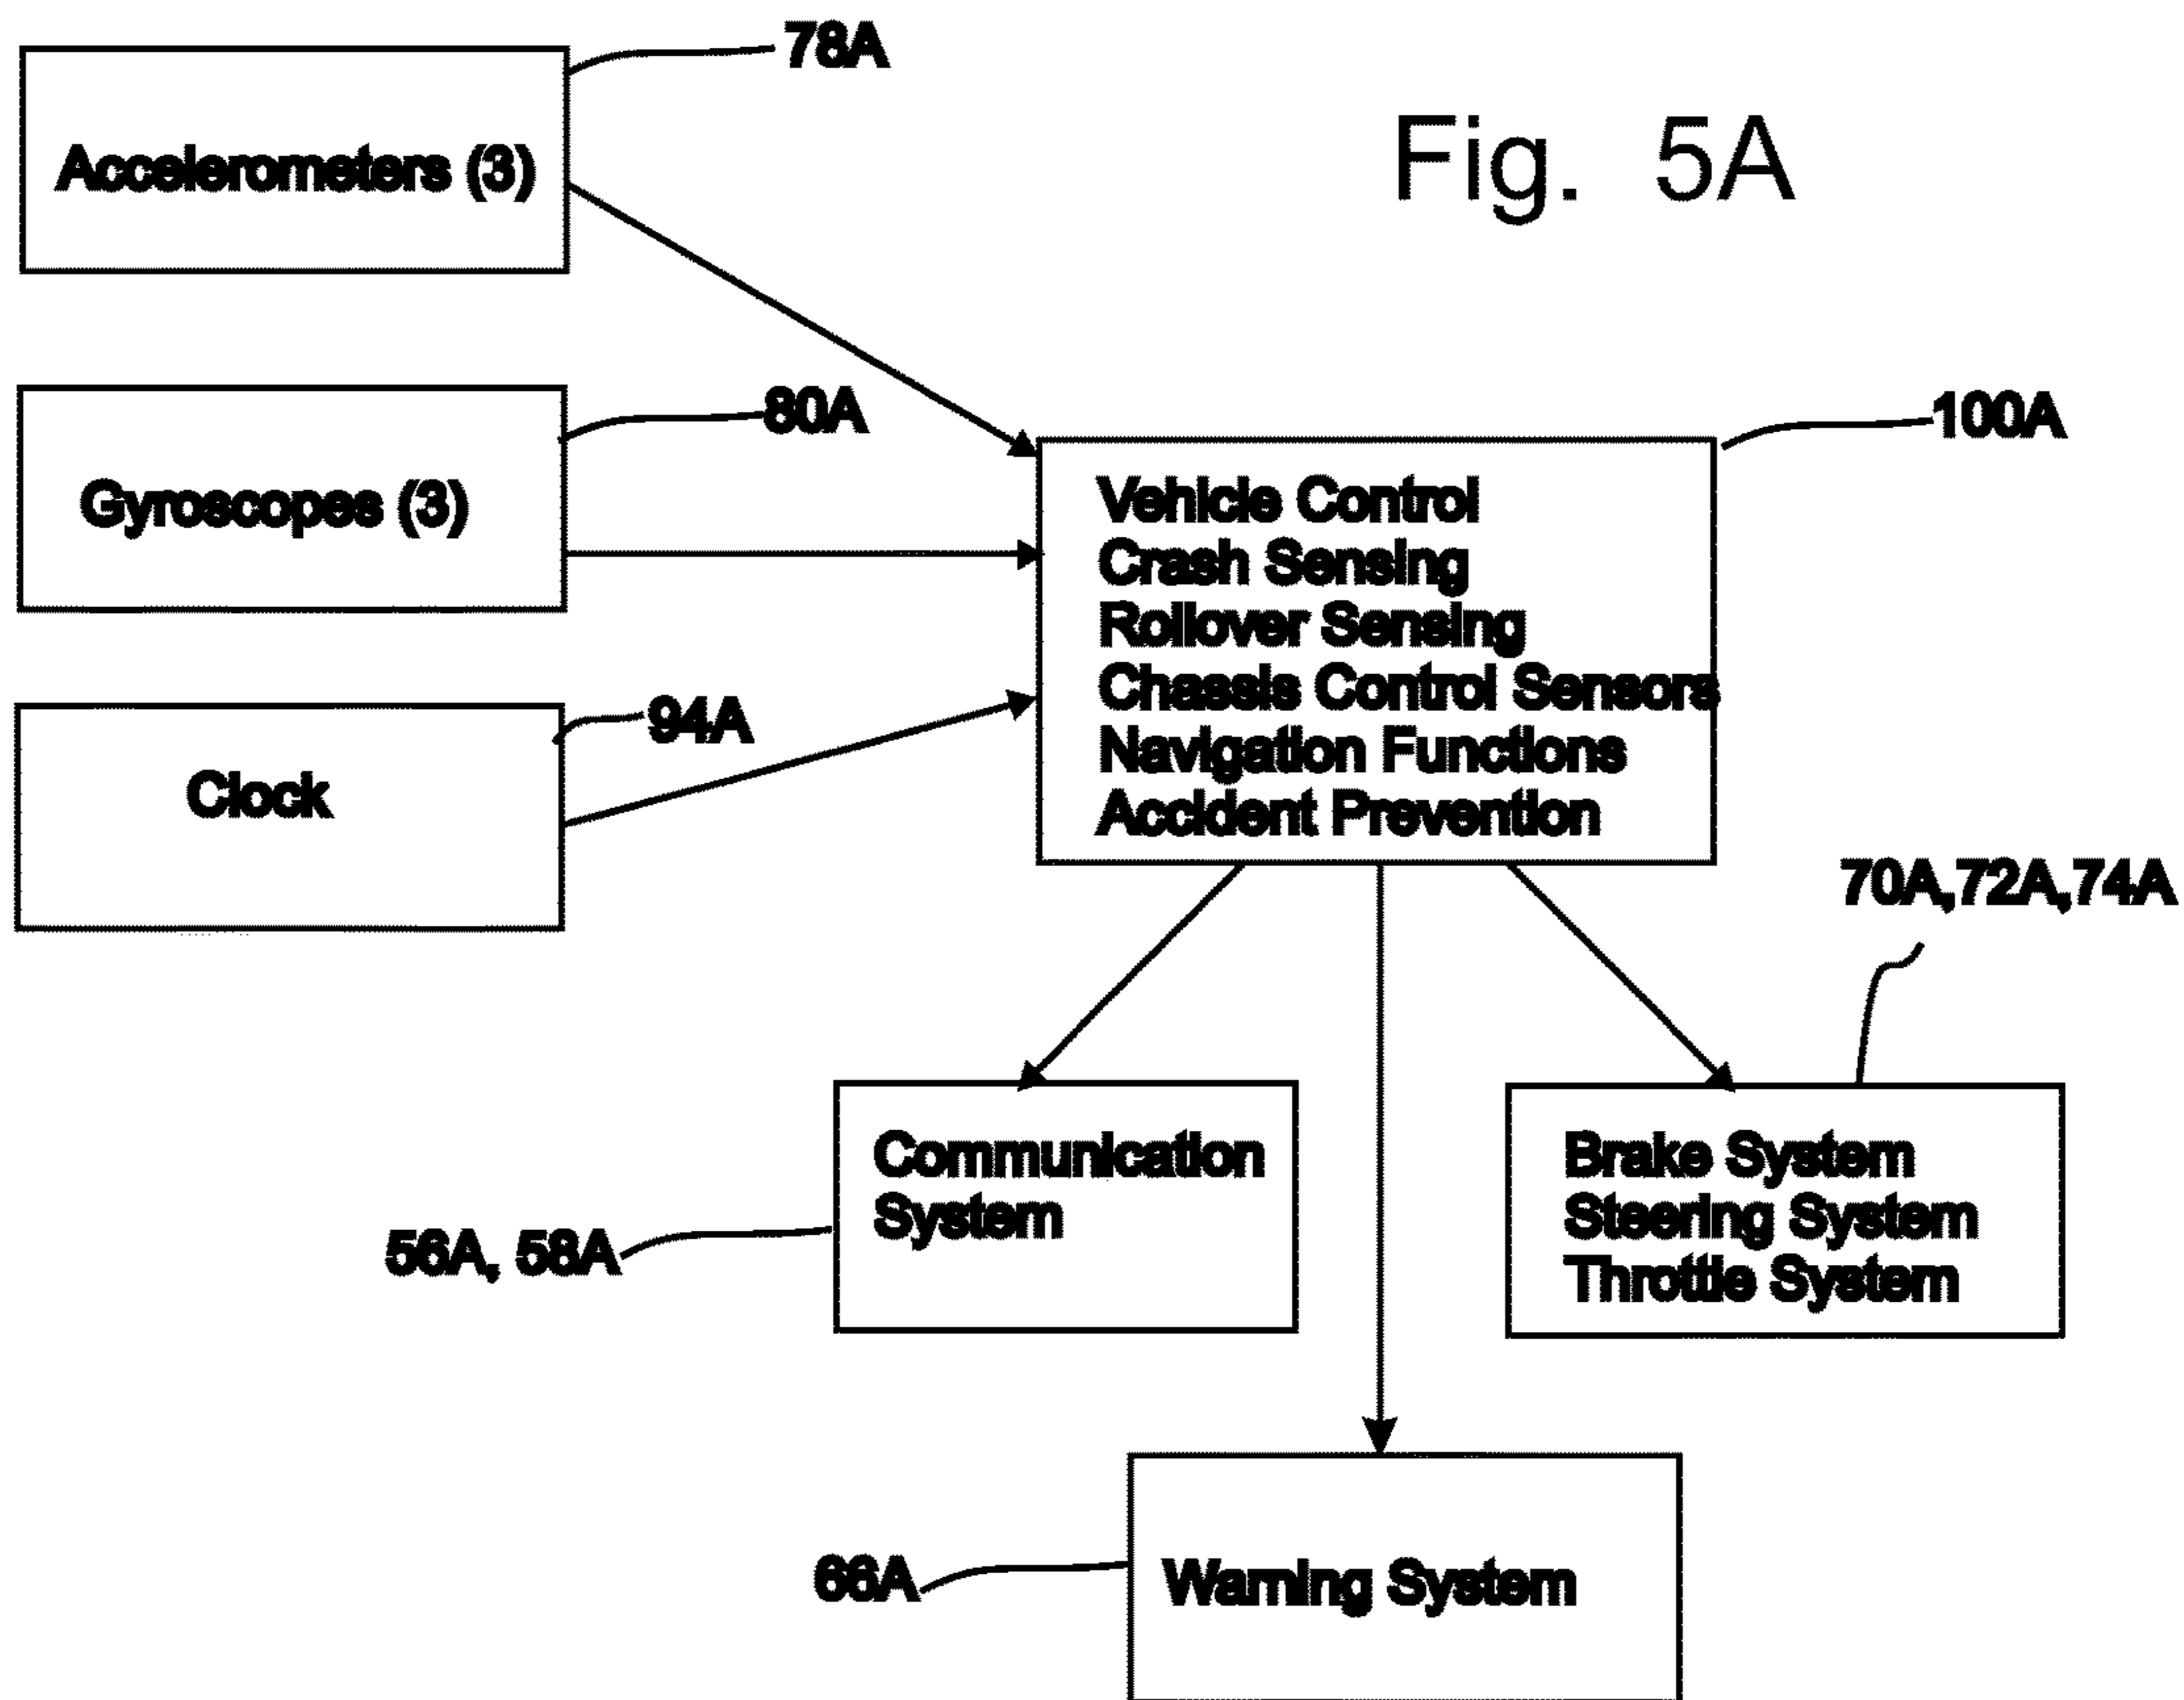 78A
Fig. 5A
Accelerometers (3)
80A
100A
Gyroscopes (3)
Vehicle Control
Crash Sensing
Rollover Sensing
Chassis Control Sensors
Navigation Functions
Accident Prevention
94A
Clock
70A,72A,74A
Communication
System
Brake System
Steering System
Throttle System
56A, 58A
66A
Warning System